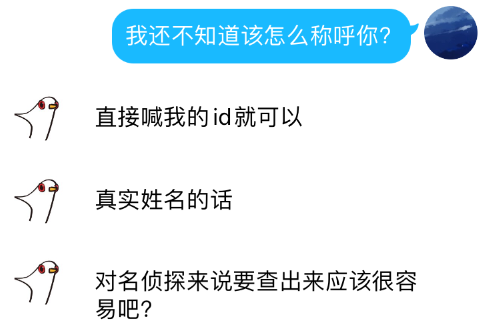 我还不知道该怎么称呼你?
直接喊我的id就可以
真实姓名的话
对名侦探来说要查出来应该很容
易吧?